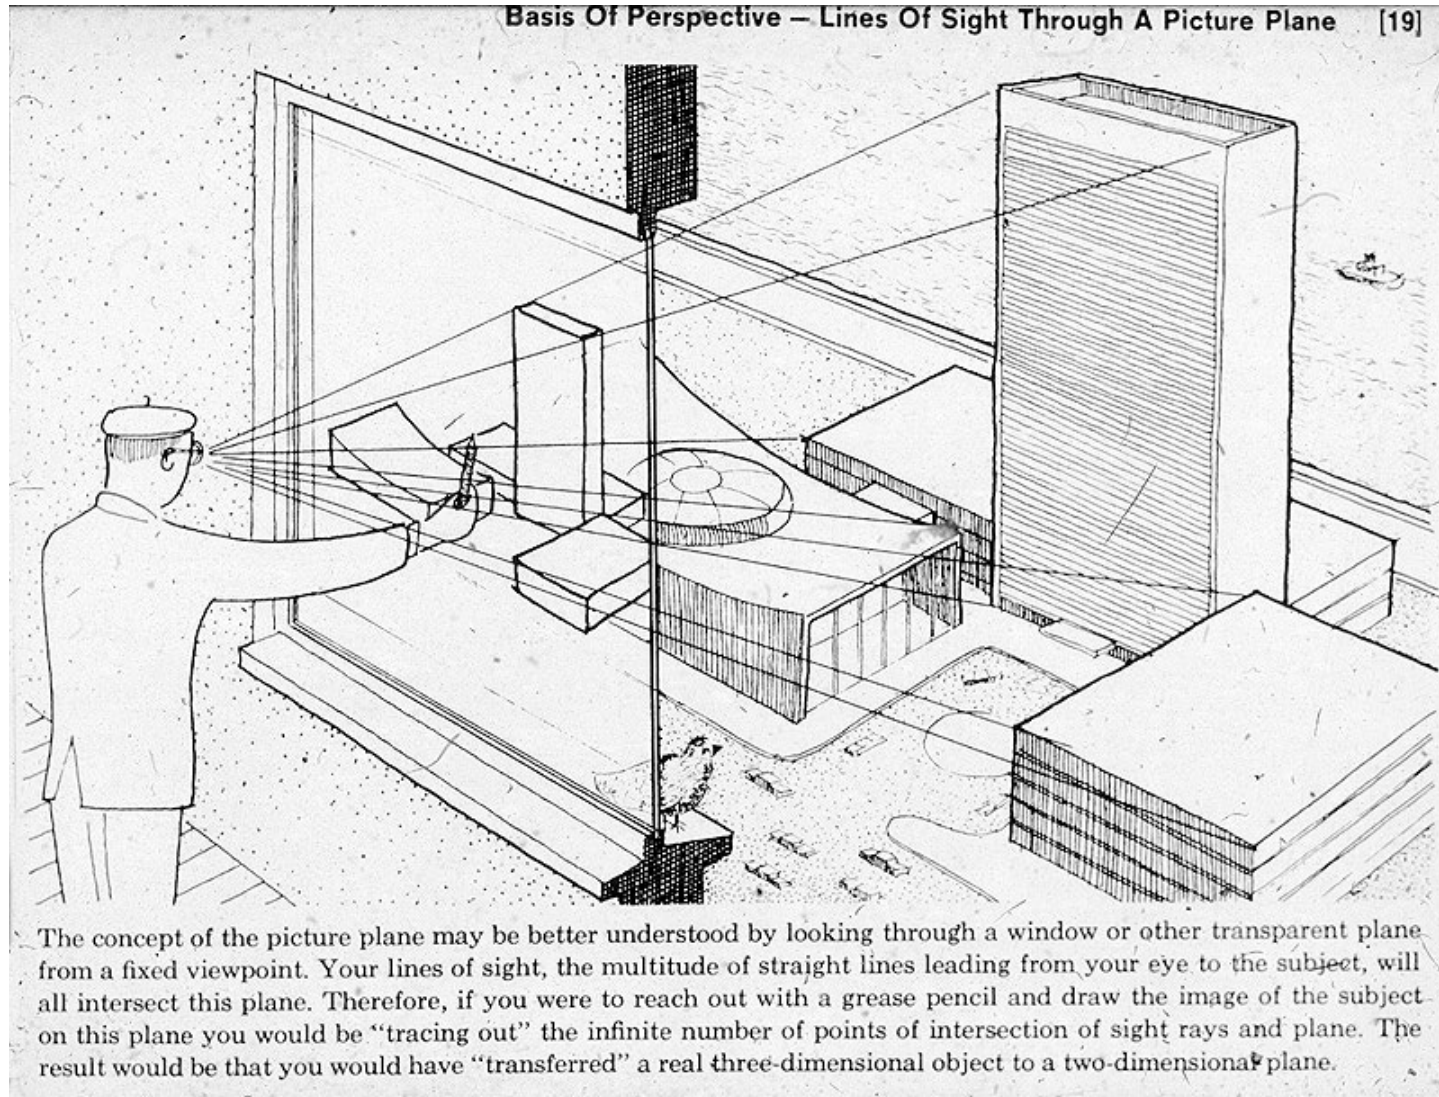 Basis Of Perspective — Lines Of Sight Through A Picture Plane [19]
The concept of the picture plane may be better understood by looking through a window or other transparent plane
from a fixed viewpoint. Your lines of sight, the multitude of straight lines leading from your eye to the subject, will
all intersect this plane. Therefore, if you were to reach out with a grease pencil and draw the image of the subject
on this plane you would be “tracing out” the infinite number of points of intersection of sight rays and plane. The
result would be that you would have “transferred” a real three-dimensional object to a two-dimensional plane.